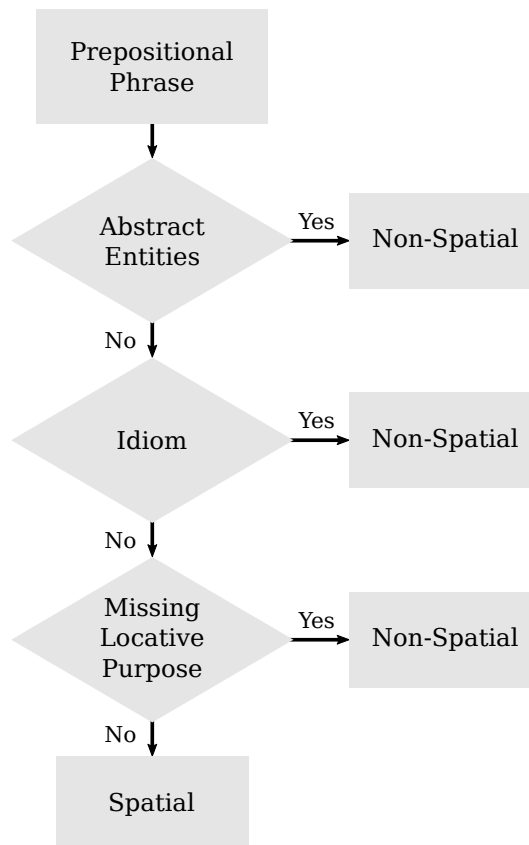 Prepositional
Phrase
Abstract
Entities
Yes
Non-Spatial
No
Idiom
Yes
Non-Spatial
No
Missing
Locative
Purpose
Yes
Non-Spatial
No
Spatial